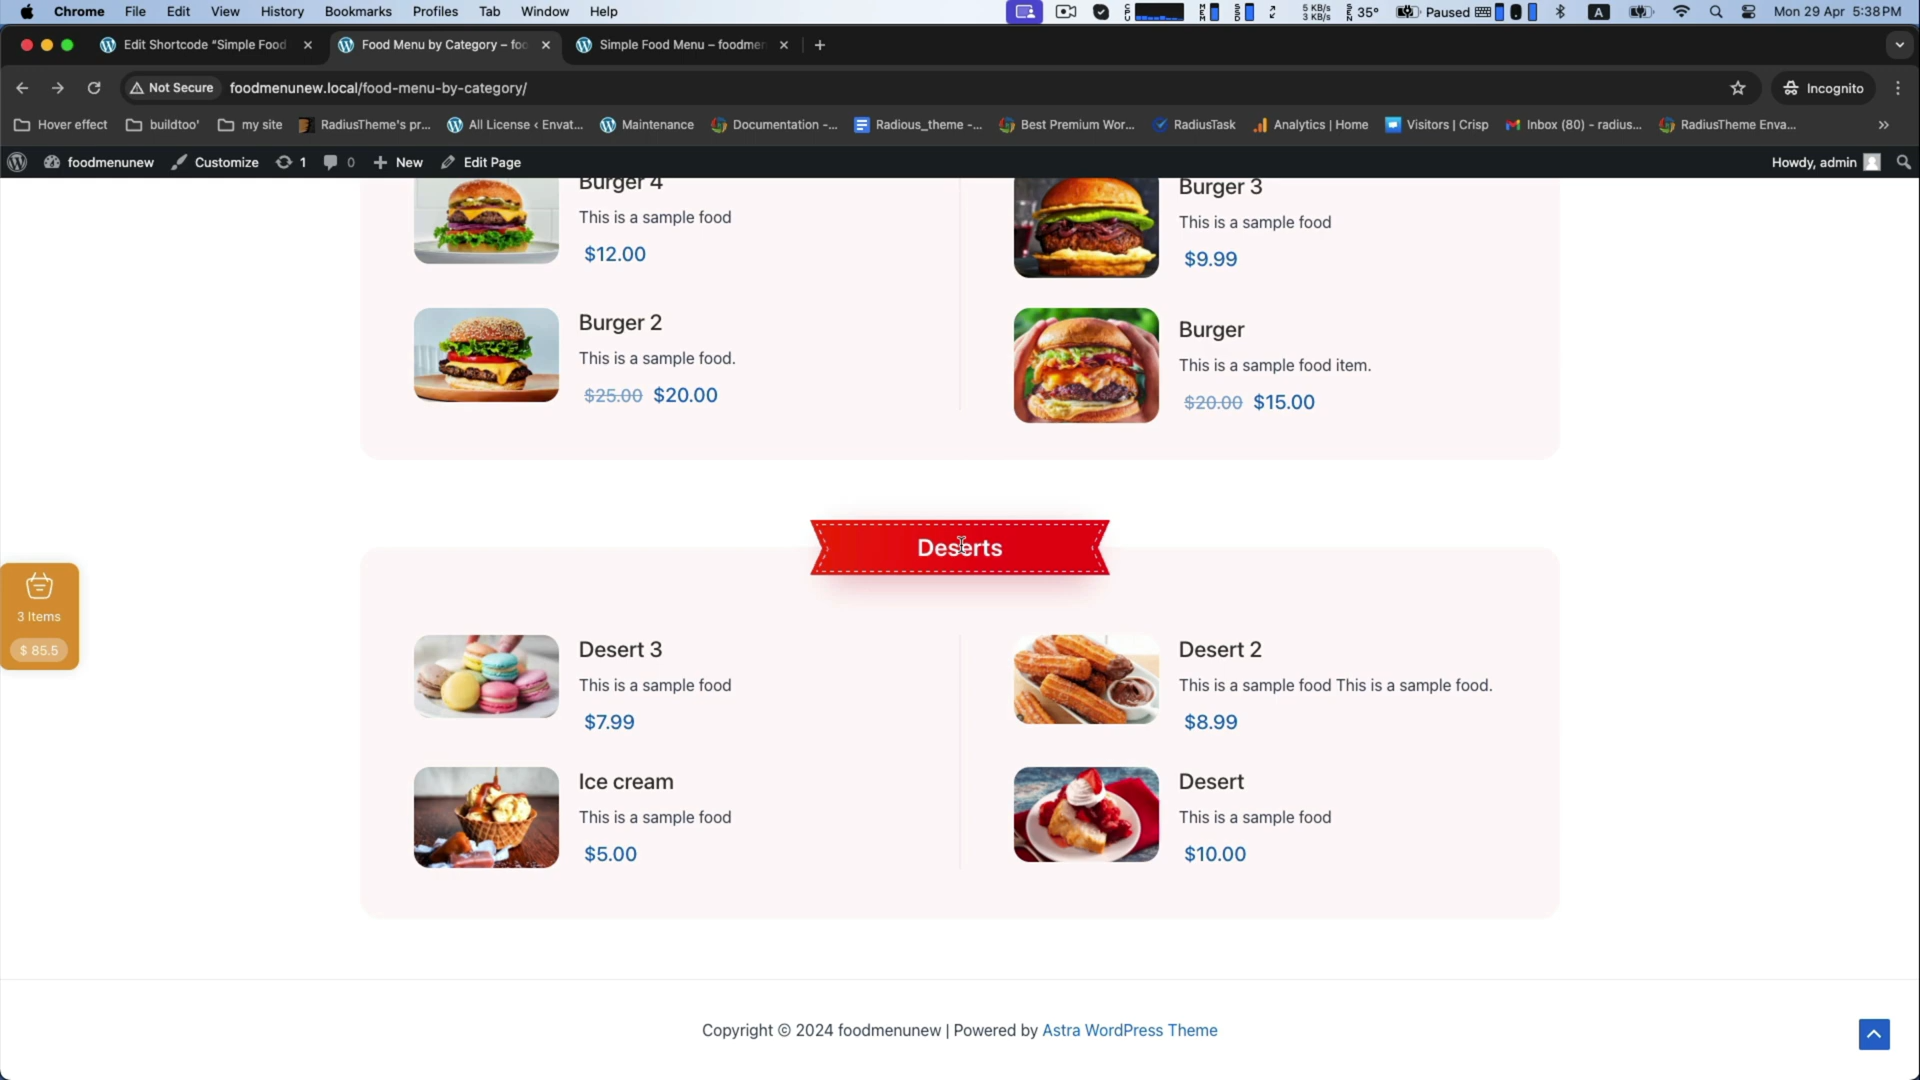 Chrome File Edit View History Bookmarks Profiles Tab Window Help
5 KB/s
3 KB/s
35° Paused A Mon 29 Apr 5:38 PM
Edit Shortcode “Simple Food
Food Menu by Category – foo
Simple Food Menu – foodmen
Not Secure foodmenunew.local/food-menu-by-category/ Incognito
Hover effect buildtoo' my site RadiusTheme's pr... All License ‹ Envat... Maintenance Documentation -... Radious_theme -... Best Premium Wor... RadiusTask Analytics | Home Visitors | Crisp Inbox (80) - radius... RadiusTheme Enva...
foodmenunew Customize 1 0 New Edit Page Howdy, admin
Burger 4
This is a sample food
$12.00
Burger 3
This is a sample food
$9.99
Burger 2
This is a sample food.
$25.00 $20.00
Burger
This is a sample food item.
$20.00 $15.00
Deserts
3 Items
$ 85.5
Desert 3
This is a sample food
$7.99
Desert 2
This is a sample food This is a sample food.
$8.99
Ice cream
This is a sample food
$5.00
Desert
This is a sample food
$10.00
Copyright © 2024 foodmenunew | Powered by Astra WordPress Theme